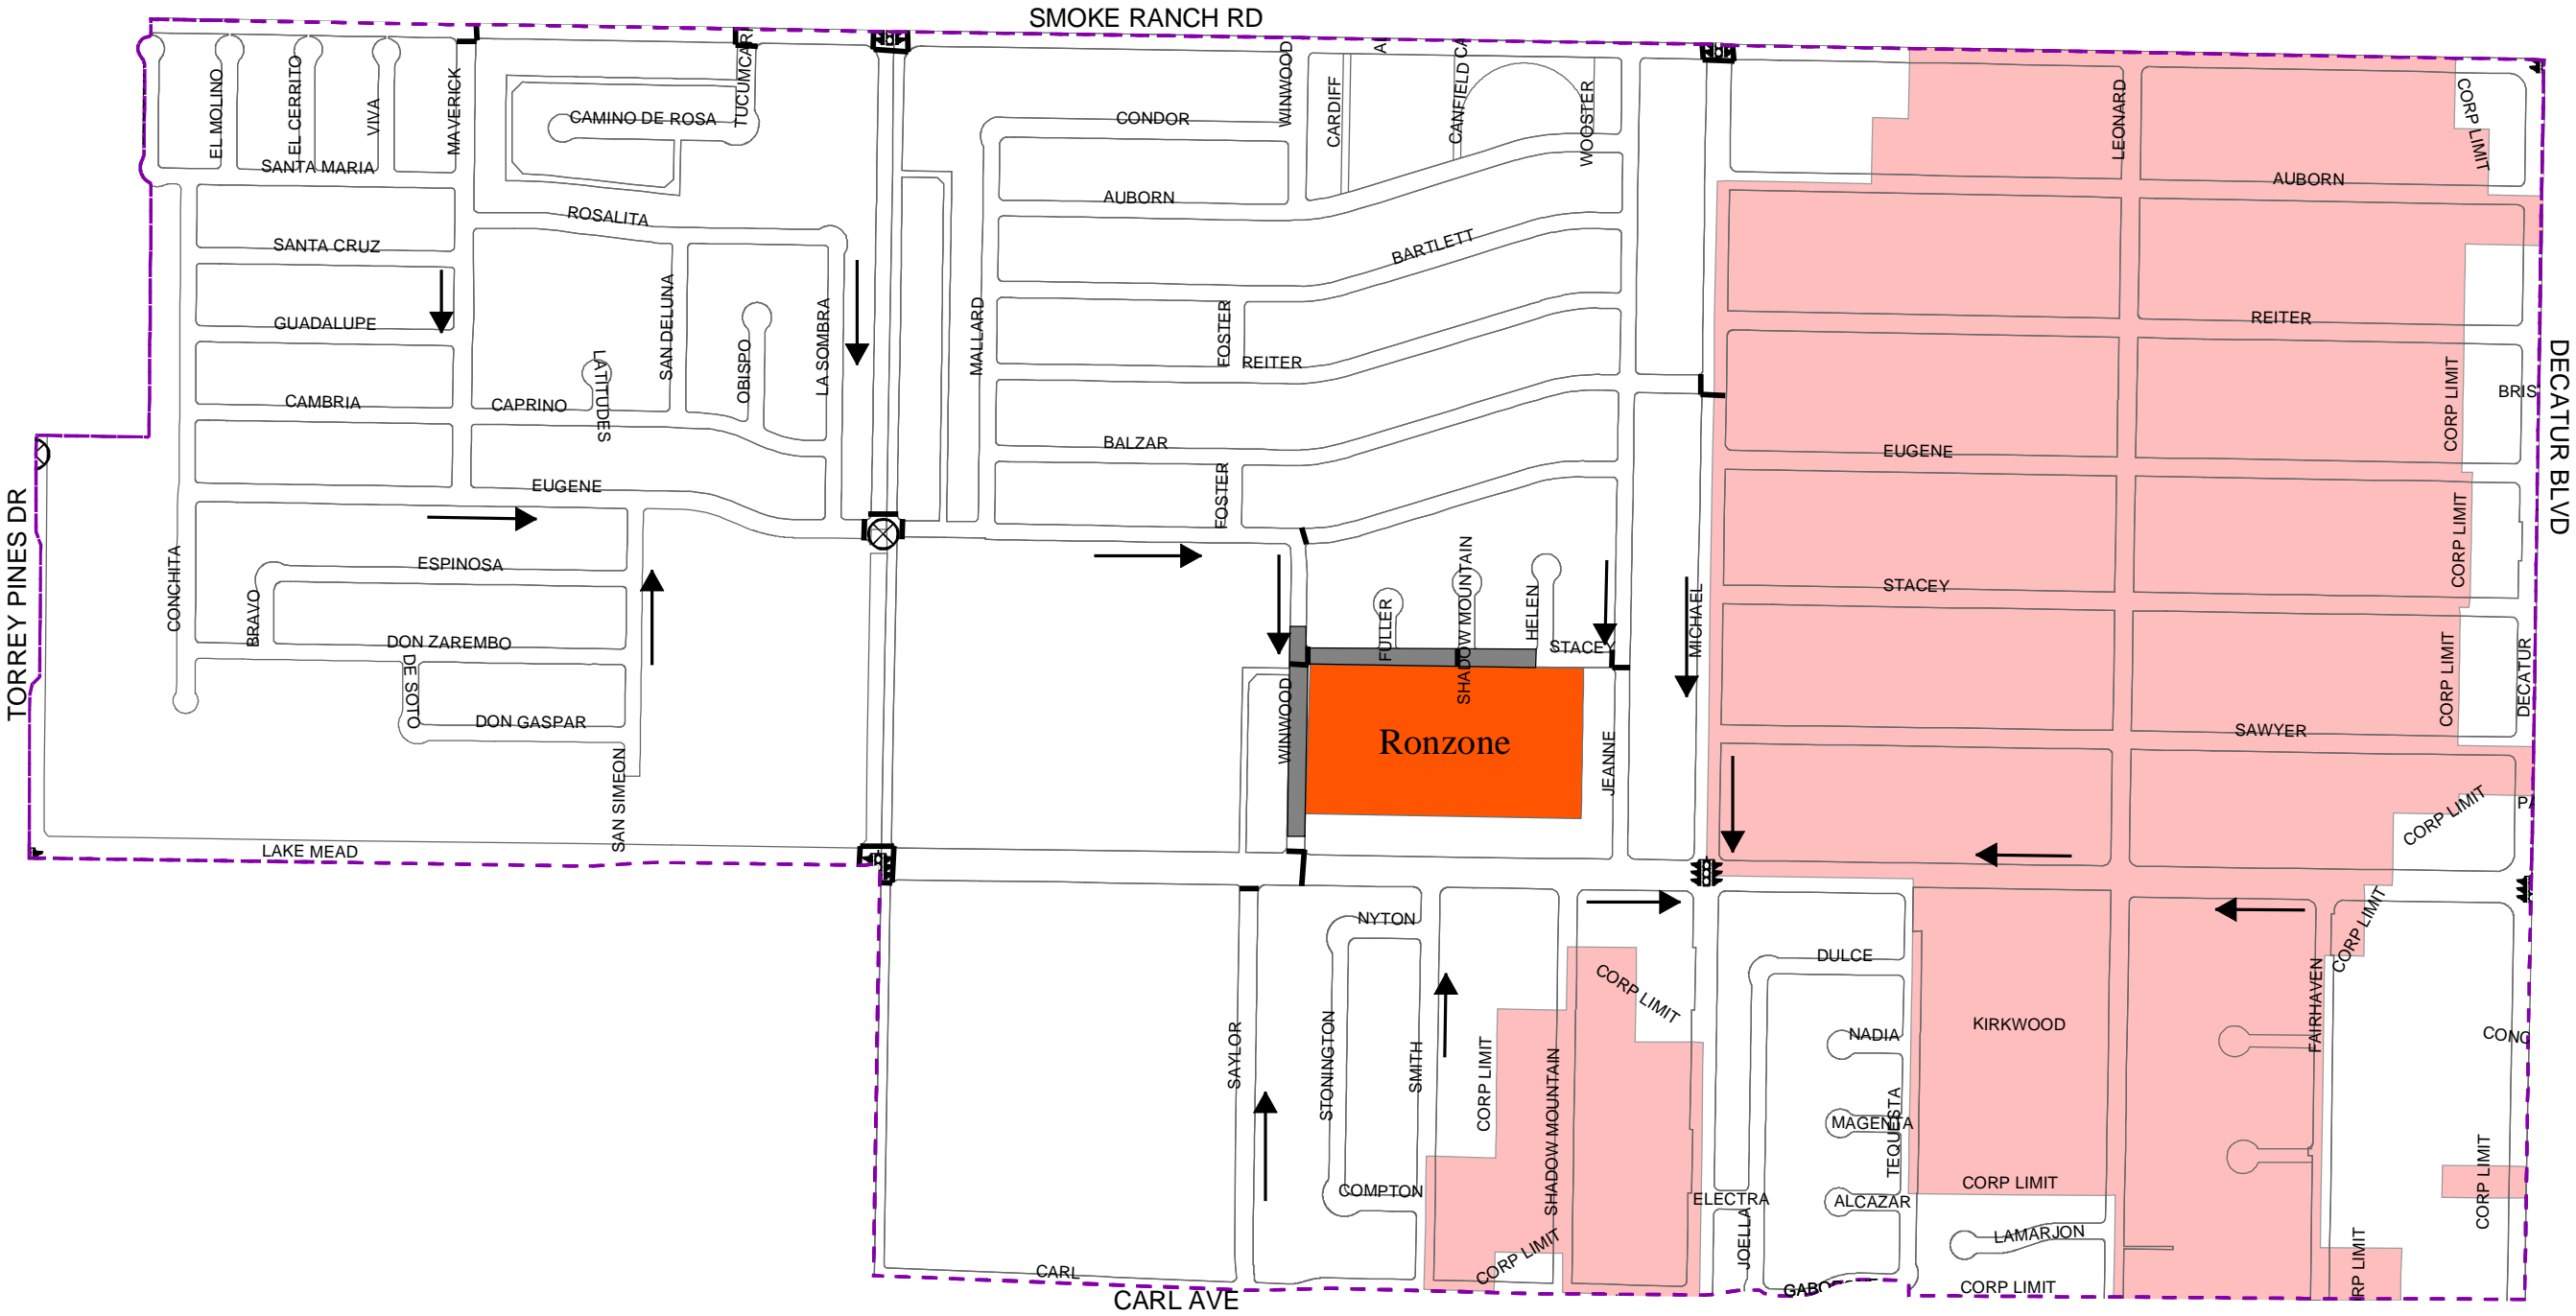 SMOKE RANCH RD
EL MOLINO
EL CERRITO
VIVA
MAVERICK
CAMINO DE ROSA
TUCUMCARI
SANTA MARIA
ROSALITA
SANTA CRUZ
GUADALUPE
CAMBRIA
CAPRINO
LATITUDES
SAN DELUNA
OBISPO
LA SOMBRA
EUGENE
CONCHITA
BRAVO
ESPINOSA
DON ZAREMBO
DE SOTO
DON GASPAR
SAN SIMEON
LAKE MEAD
TORREY PINES DR
CONDOR
WINWOOD
CARDIFF
AL
CANFIELD CA
WOOSTER
AUBORN
BARTLETT
MALLARD
FOSTER
REITER
BALZAR
FOSTER
FULLER
SHADOW MOUNTAIN
HELEN
STACEY
WINWOOD
Ronzone
JEANNE
MICHAEL
LEONARD
CORP LIMIT
AUBORN
REITER
CORP LIMIT
BRIS
EUGENE
CORP LIMIT
STACEY
CORP LIMIT
DECATUR
SAWYER
PA
CORP LIMIT
DECATUR BLVD
NYTON
SAYLOR
STONINGTON
SMITH
COMPTON
CORP LIMIT
SHADOW MOUNTAIN
CORP LIMIT
CORP LIMIT
DULCE
NADIA
MAGENTA
TEQUESTA
ALCAZAR
ELECTRA
JOELLA
KIRKWOOD
CORP LIMIT
LAMARJON
CORP LIMIT
FAIRHAVEN
CORP LIMIT
CONC
CORP LIMIT
RP LIMIT
CARL
CARL AVE